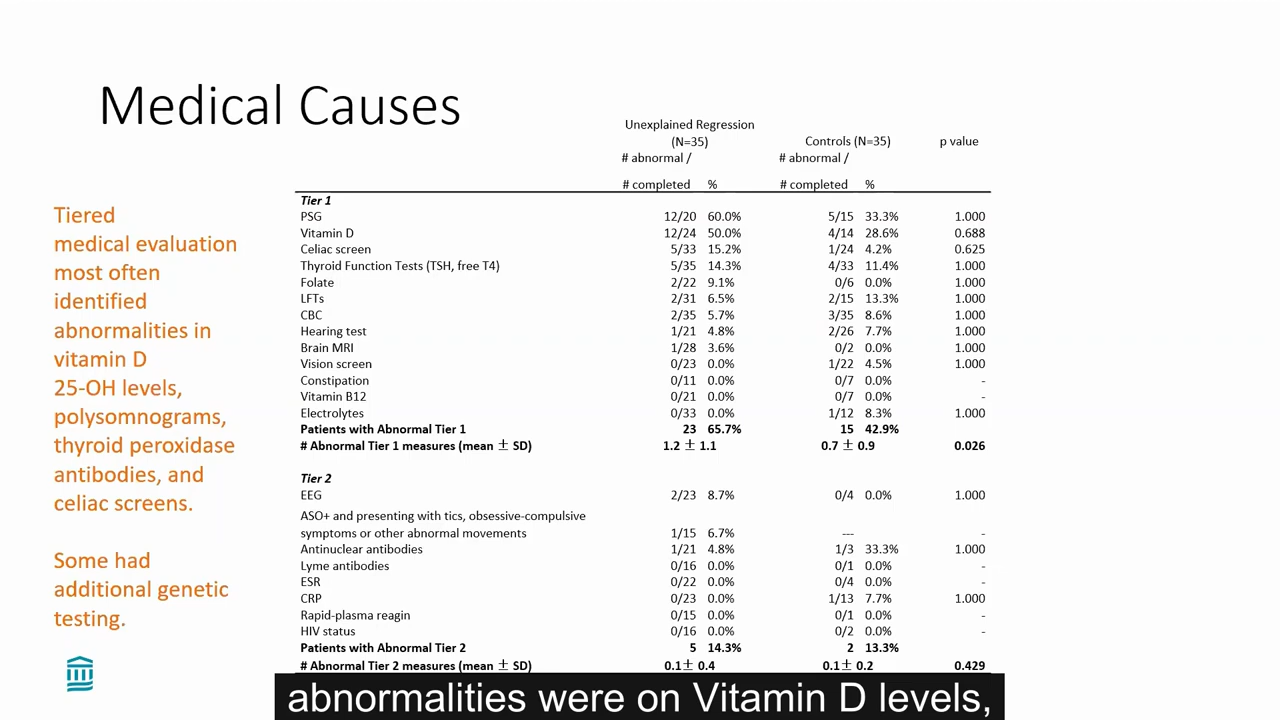 Medical Causes
Tiered
medical evaluation
most often
identified
abnormalities in
vitamin D
25-OH levels,
polysomnograms,
thyroid peroxidase
antibodies, and
celiac screens.
Some had
additional genetic
testing.
Unexplained Regression
(N=35) Controls (N=35) p value
# abnormal / # abnormal /
# completed % # completed %
Tier 1
PSG 12/20 60.0% 5/15 33.3% 1.000
Vitamin D 12/24 50.0% 4/14 28.6% 0.688
Celiac screen 5/33 15.2% 1/24 4.2% 0.625
Thyroid Function Tests (TSH, free T4) 5/35 14.3% 4/33 11.4% 1.000
Folate 2/22 9.1% 0/6 0.0% 1.000
LFTs 2/31 6.5% 2/15 13.3% 1.000
CBC 2/35 5.7% 3/35 8.6% 1.000
Hearing test 1/21 4.8% 2/26 7.7% 1.000
Brain MRI 1/28 3.6% 0/2 0.0% 1.000
Vision screen 0/23 0.0% 1/22 4.5% 1.000
Constipation 0/11 0.0% 0/7 0.0% -
Vitamin B12 0/21 0.0% 0/7 0.0% -
Electrolytes 0/33 0.0% 1/12 8.3% 1.000
Patients with Abnormal Tier 1 23 65.7% 15 42.9%
# Abnormal Tier 1 measures (mean ± SD) 1.2 ± 1.1 0.7 ± 0.9 0.026
Tier 2
EEG 2/23 8.7% 0/4 0.0% 1.000
ASO+ and presenting with tics, obsessive-compulsive
symptoms or other abnormal movements 1/15 6.7% --- -
Antinuclear antibodies 1/21 4.8% 1/3 33.3% 1.000
Lyme antibodies 0/16 0.0% 0/1 0.0% -
ESR 0/22 0.0% 0/4 0.0% -
CRP 0/23 0.0% 1/13 7.7% 1.000
Rapid-plasma reagin 0/15 0.0% 0/1 0.0% -
HIV status 0/16 0.0% 0/2 0.0% -
Patients with Abnormal Tier 2 5 14.3% 2 13.3%
# Abnormal Tier 2 measures (mean ± SD) 0.1± 0.4 0.1± 0.2 0.429
abnormalities were on Vitamin D levels,